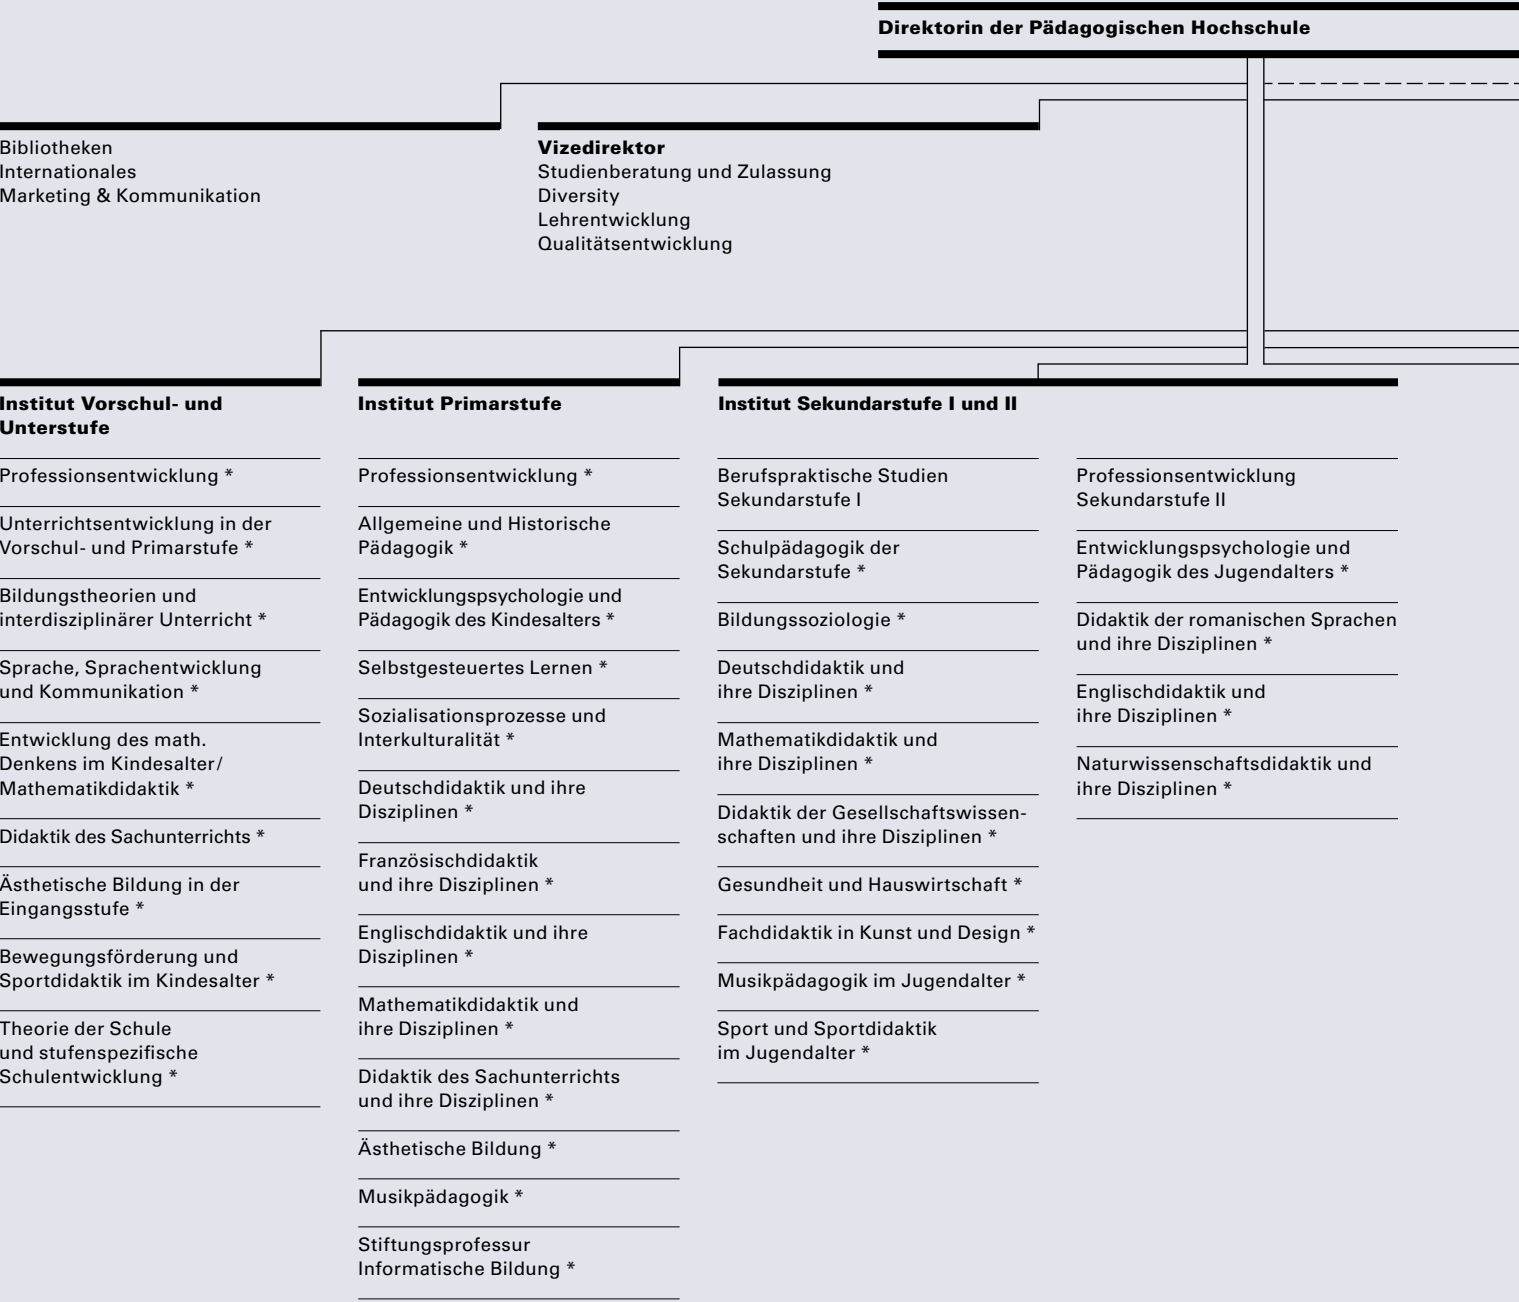 Direktorin der Pädagogischen Hochschule
Bibliotheken
Internationales
Marketing & Kommunikation
Vizedirektor
Studienberatung und Zulassung
Diversity
Lehrentwicklung
Qualitätsentwicklung
Institut Vorschul- und
Unterstufe
Professionsentwicklung *
Unterrichtsentwicklung in der
Vorschul- und Primarstufe *
Bildungstheorien und
interdisziplinärer Unterricht *
Sprache, Sprachentwicklung
und Kommunikation *
Entwicklung des math.
Denkens im Kindesalter/
Mathematikdidaktik *
Didaktik des Sachunterrichts *
Ästhetische Bildung in der
Eingangsstufe *
Bewegungsförderung und
Sportdidaktik im Kindesalter *
Theorie der Schule
und stufenspezifische
Schulentwicklung *
Institut Primarstufe
Professionsentwicklung *
Allgemeine und Historische
Pädagogik *
Entwicklungspsychologie und
Pädagogik des Kindesalters *
Selbstgesteuertes Lernen *
Sozialisationsprozesse und
Interkulturalität *
Deutschdidaktik und ihre
Disziplinen *
Französischdidaktik
und ihre Disziplinen *
Englischdidaktik und ihre
Disziplinen *
Mathematikdidaktik und
ihre Disziplinen *
Didaktik des Sachunterrichts
und ihre Disziplinen *
Ästhetische Bildung *
Musikpädagogik *
Stiftungsprofessur
Informatische Bildung *
Institut Sekundarstufe I und II
Berufspraktische Studien
Sekundarstufe I
Schulpädagogik der
Sekundarstufe *
Bildungssoziologie *
Deutschdidaktik und
ihre Disziplinen *
Mathematikdidaktik und
ihre Disziplinen *
Didaktik der Gesellschaftswissen-
schaften und ihre Disziplinen *
Gesundheit und Hauswirtschaft *
Fachdidaktik in Kunst und Design *
Musikpädagogik im Jugendalter *
Sport und Sportdidaktik
im Jugendalter *
Professionsentwicklung
Sekundarstufe II
Entwicklungspsychologie und
Pädagogik des Jugendalters *
Didaktik der romanischen Sprachen
und ihre Disziplinen *
Englischdidaktik und
ihre Disziplinen *
Naturwissenschaftsdidaktik und
ihre Disziplinen *